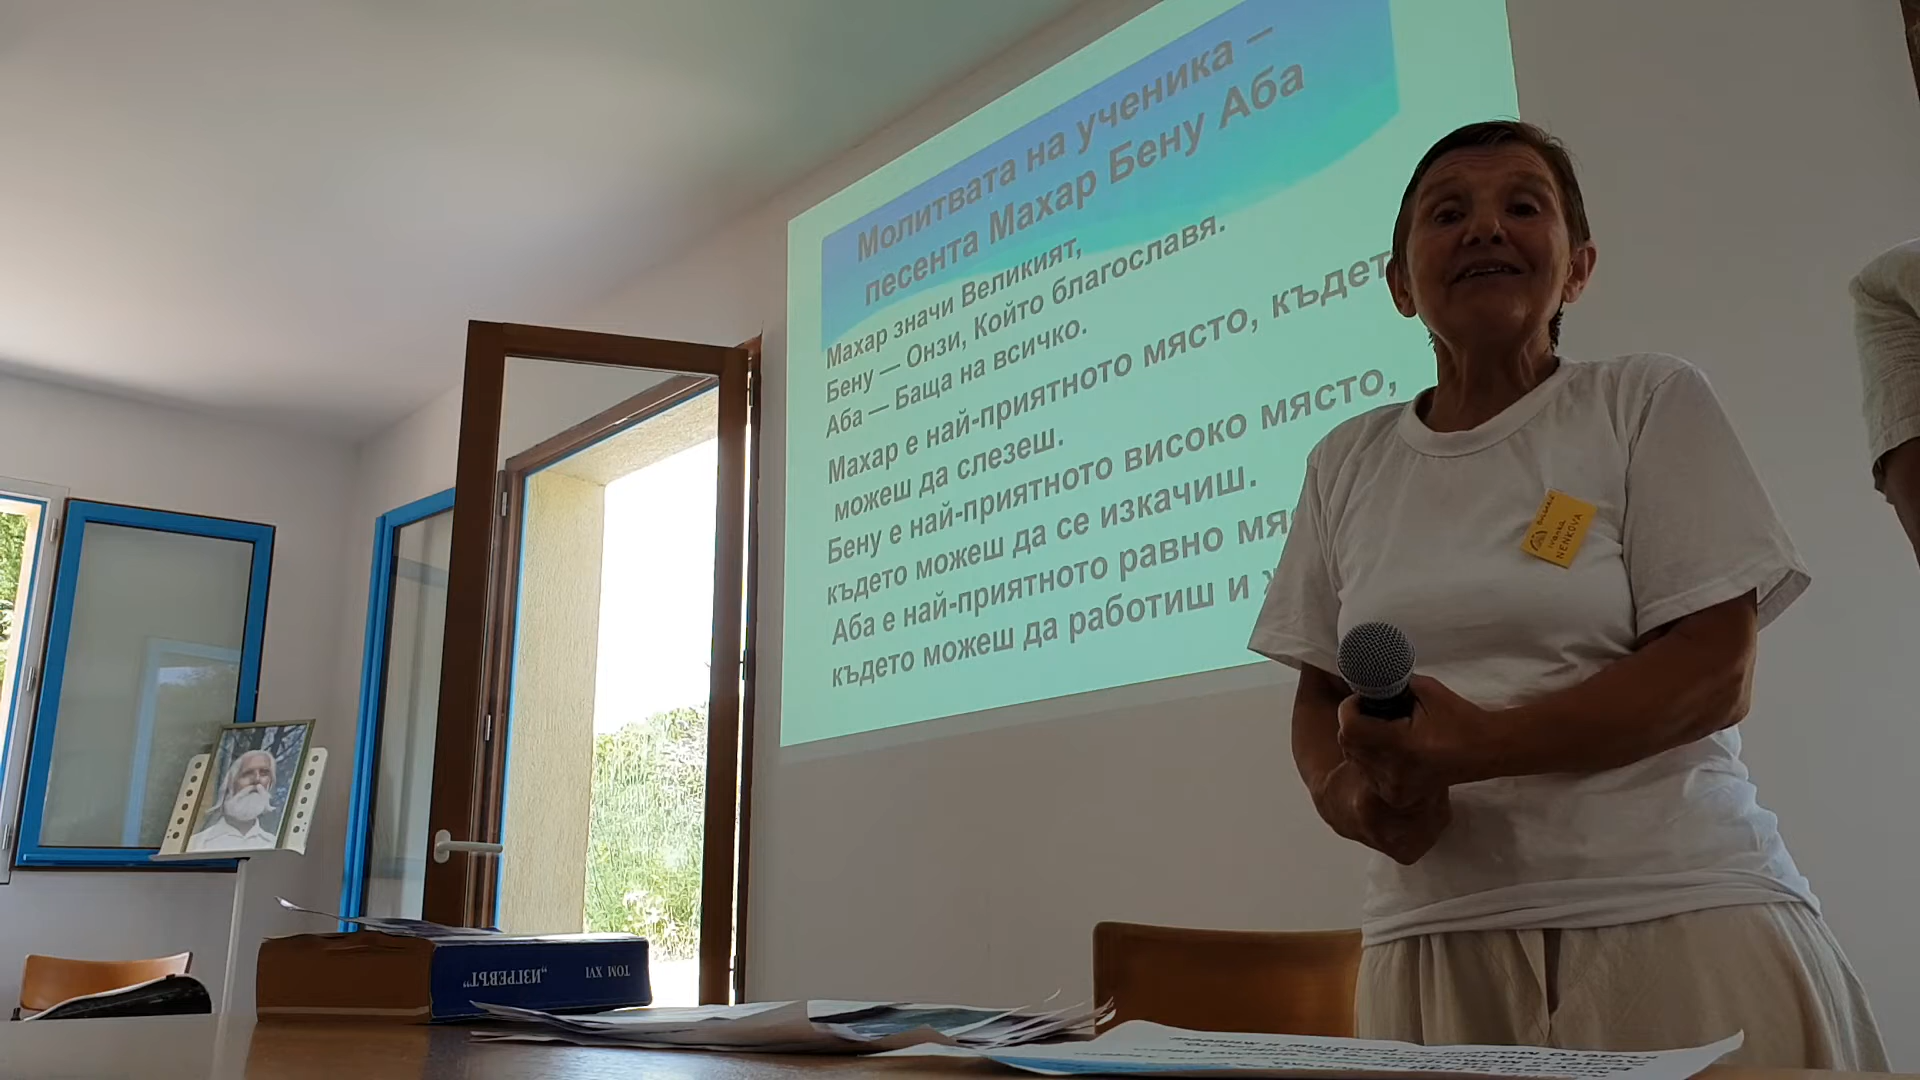 Молитвата на ученика –
песента Махар Бену Аба
Махар значи Великият,
Бену — Онзи, Който благославя.
Аба — Баща на всичко.
Махар е най-приятното място, където
можеш да слезеш.
Бену е най-приятното високо място,
където можеш да се изкачиш.
Аба е най-приятното равно
където можеш да работиш и
Ivanka
NENKOVA
„ИЗГРЕВЪТ“ ТОМ XVI